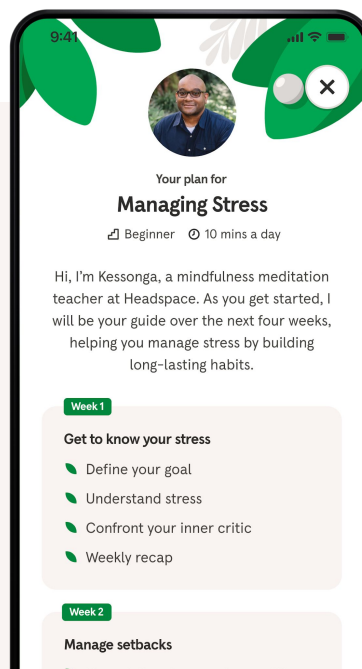 9:41
Your plan for
Managing Stress
Beginner 10 mins a day
Hi, I'm Kessonga, a mindfulness meditation
teacher at Headspace. As you get started, I
will be your guide over the next four weeks,
helping you manage stress by building
long-lasting habits.
Week 1
Get to know your stress
Define your goal
Understand stress
Confront your inner critic
Weekly recap
Week 2
Manage setbacks